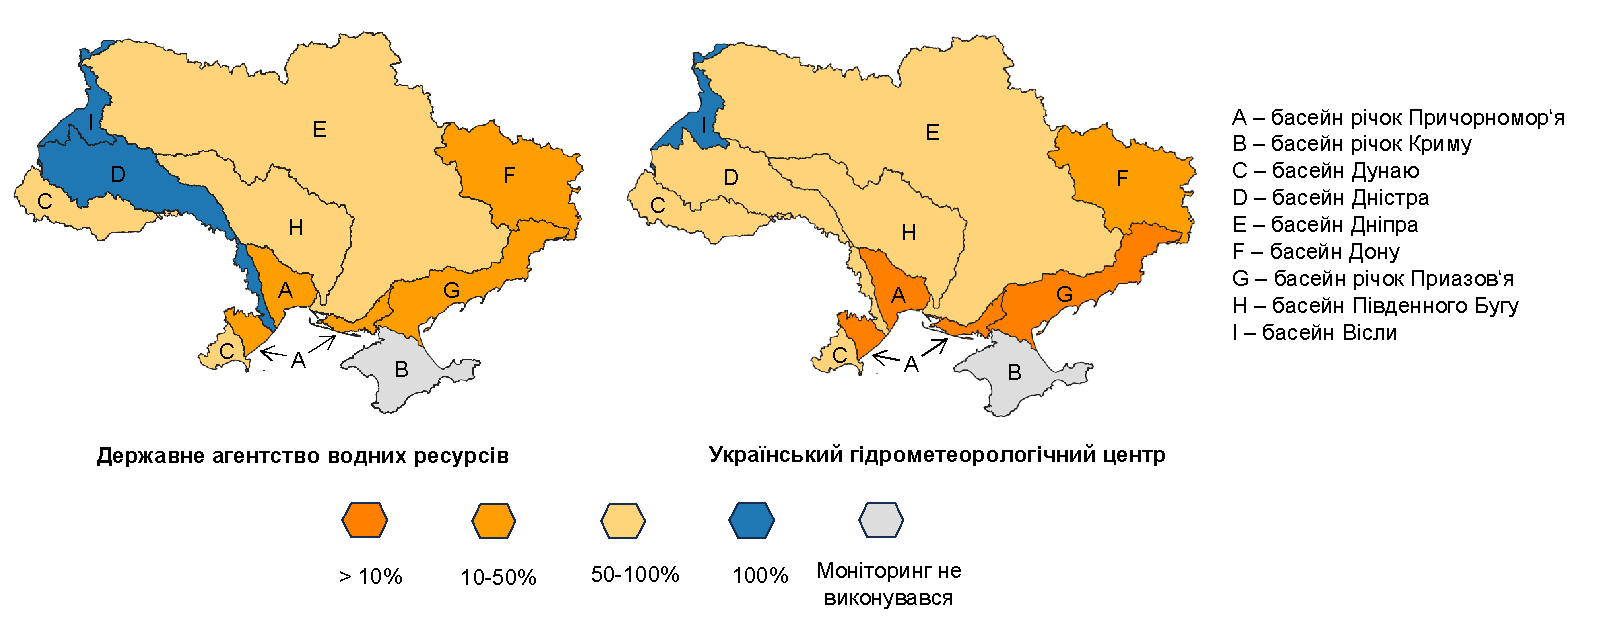 I
E
D
F
C
H
A
G
C
A
B
I
E
D
F
C
H
A
G
C
A
B
A – басейн річок Причорномор‘я
B – басейн річок Криму
C – басейн Дунаю
D – басейн Дністра
E – басейн Дніпра
F – басейн Дону
G – басейн річок Приазов‘я
H – басейн Південного Бугу
I – басейн Вісли
Державне агентство водних ресурсів
Український гідрометеорологічний центр
> 10%
10-50%
50-100%
100%
Моніторинг не
виконувався